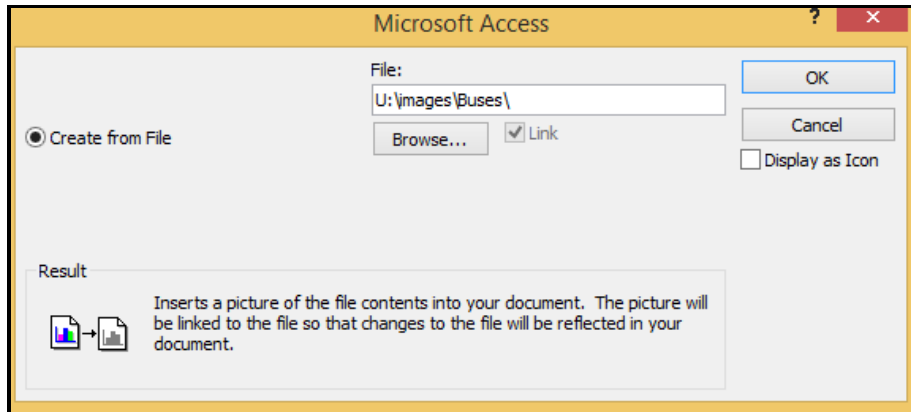 Microsoft Access
?
×
File:
U:\images\Buses\
OK
Create from File
Browse...
Link
Cancel
Display as Icon
Result
Inserts a picture of the file contents into your document. The picture will
be linked to the file so that changes to the file will be reflected in your
document.